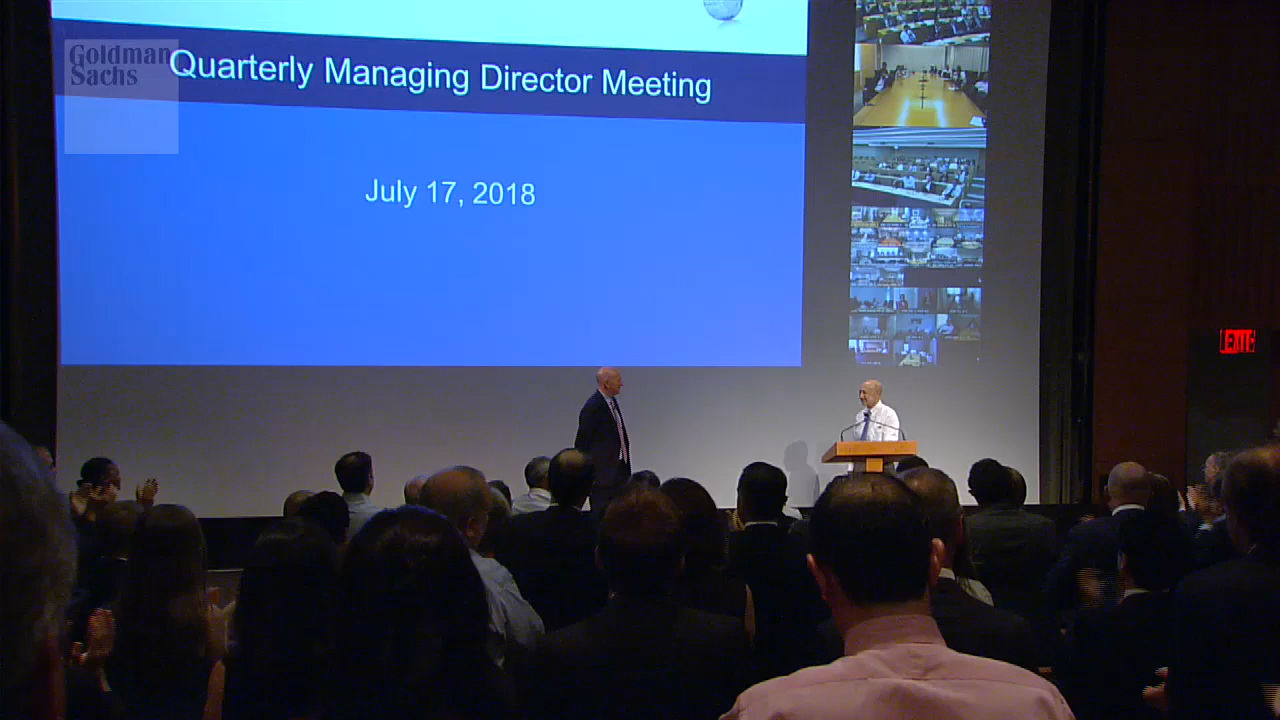 Goldman
Sachs
Quarterly Managing Director Meeting
July 17, 2018
EXIT